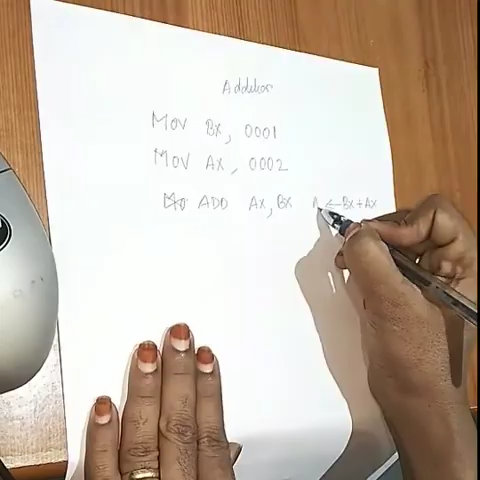 Addition
MOV BX, 0001
MOV AX, 0002
ADD AX, BX A ← BX + AX